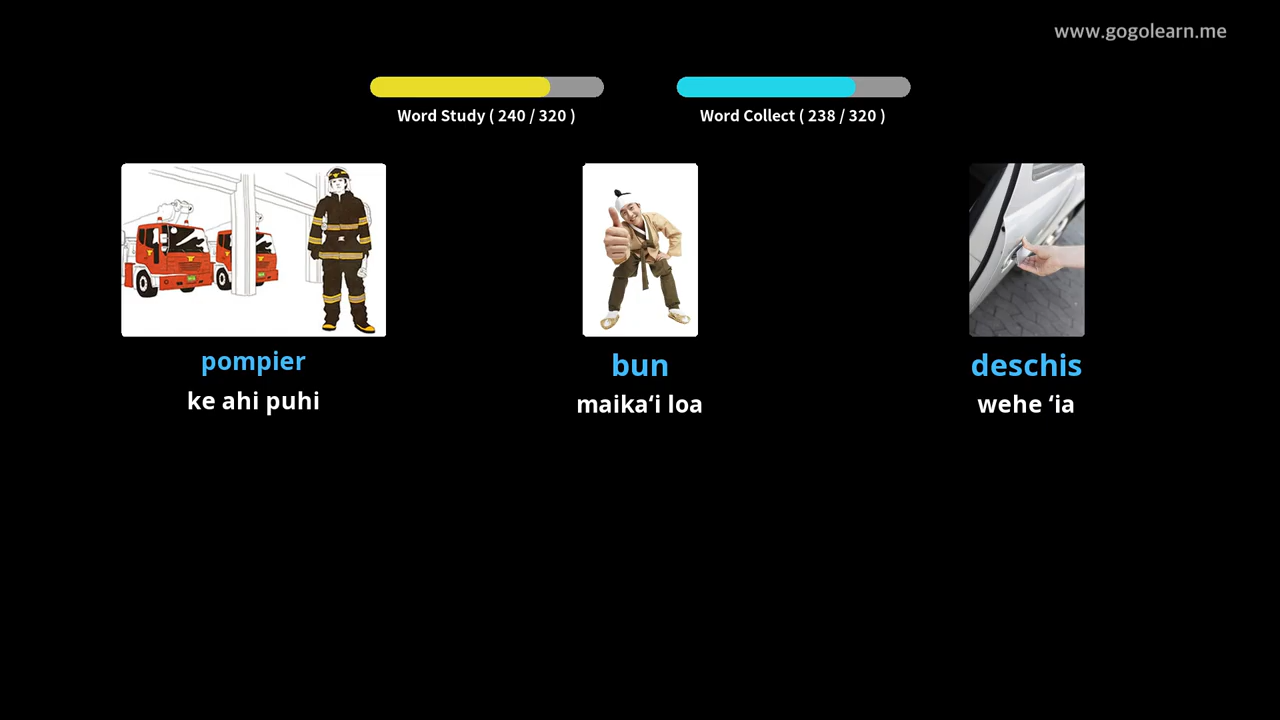 www.gogolearn.me
Word Study ( 240 / 320 )
Word Collect ( 238 / 320 )
pompier
ke ahi puhi
bun
maikaʻi loa
deschis
wehe ʻia